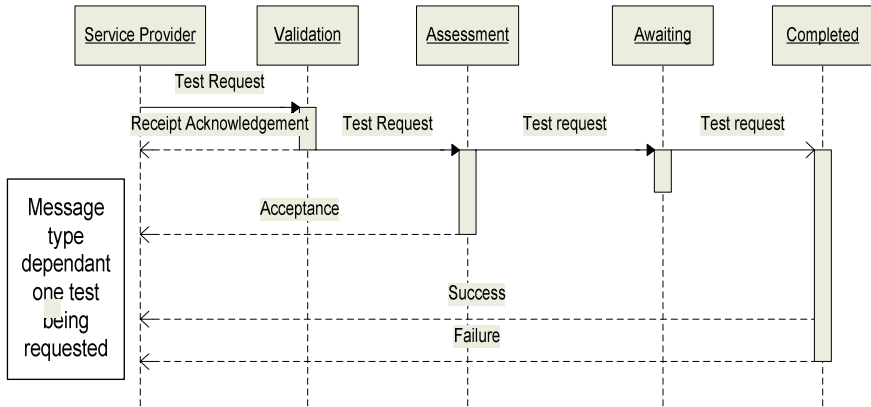 Service Provider
Validation
Assessment
Awaiting
Completed
Test Request
Receipt Acknowledgement
Test Request
Test request
Test request
Acceptance
Message
type
dependant
one test
being
requested
Success
Failure